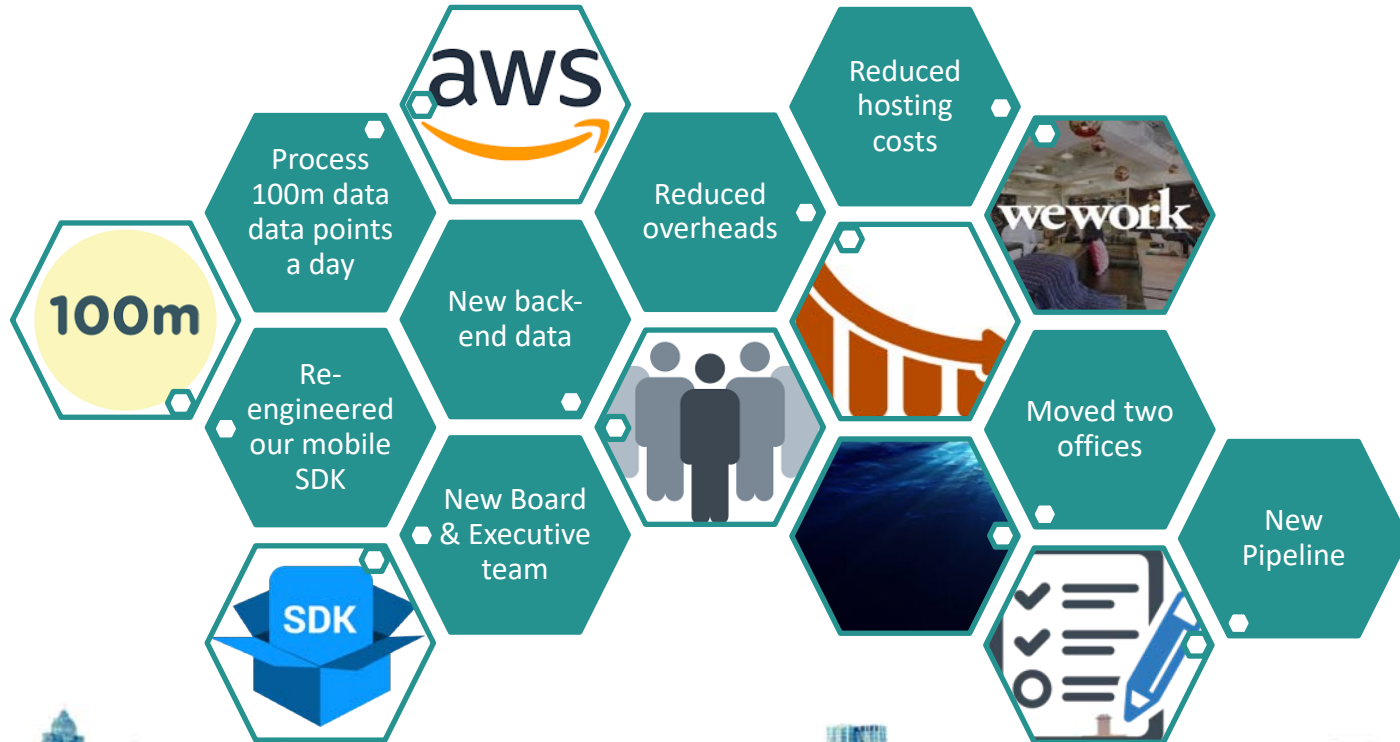 aws
Reduced
hosting
costs
Process
100m data
data points
a day
Reduced
overheads
wework
100m
New back-
end data
Re-
engineered
our mobile
SDK
Moved two
offices
New Board
& Executive
team
New
Pipeline
SDK